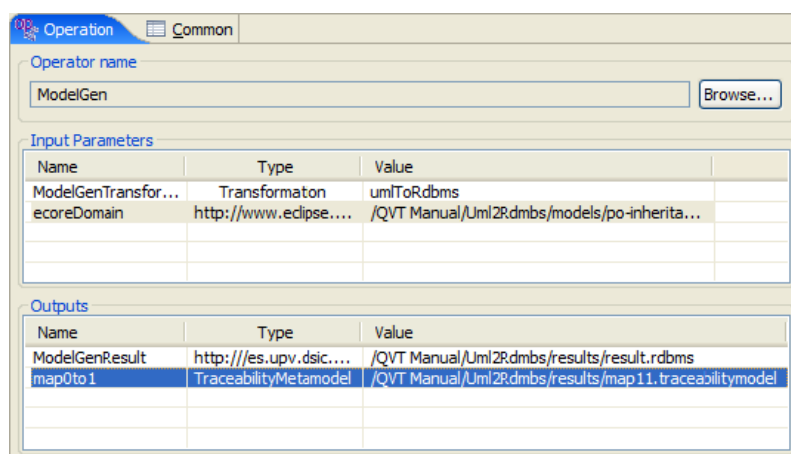 Operation Common
Operator name
ModelGen Browse...
Input Parameters
Name Type Value
ModelGenTransfor... Transformaton umlToRdbms
ecoreDomain http://www.eclipse.... /QVT Manual/Uml2Rdmbs/models/po-inherita...
Outputs
Name Type Value
ModelGenResult http:///es.upv.dsic.... /QVT Manual/Uml2Rdmbs/results/result.rdbms
map0to1 TraceabilityMetamodel /QVT Manual/Uml2Rdmbs/results/map11.traceabilitymodel